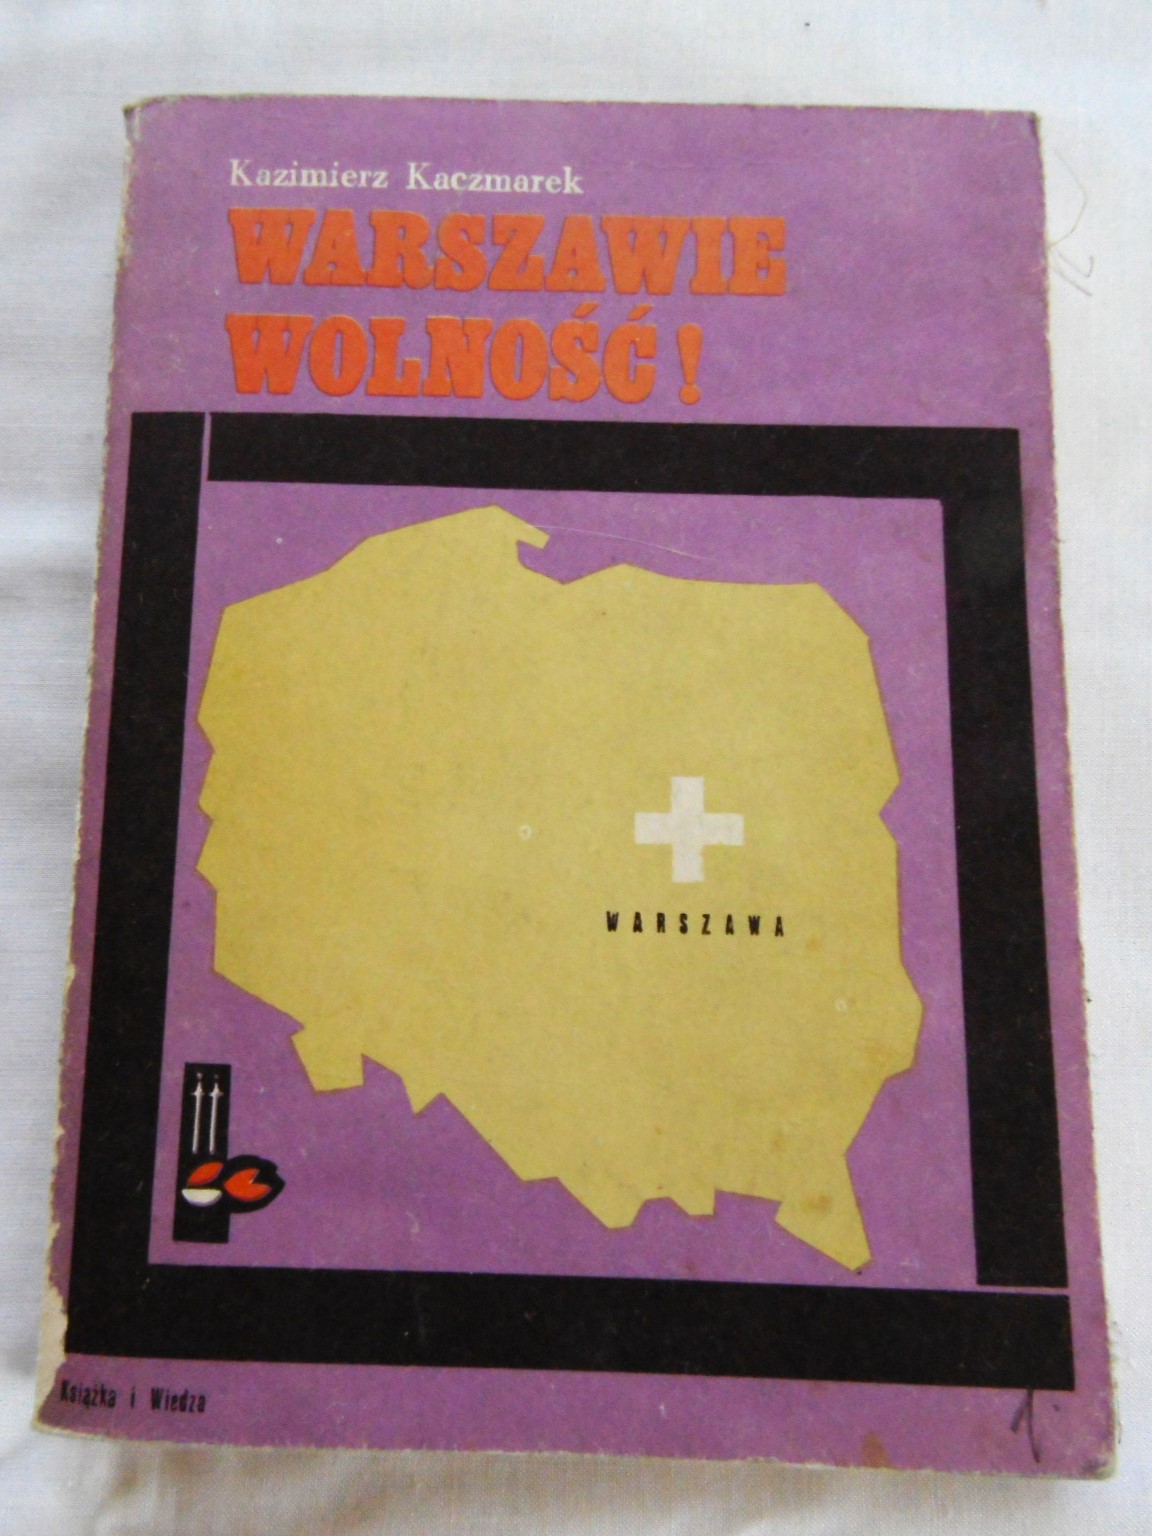 Kazimierz Kaczmarek
WARSZAWIE
WOLNOŚĆ!
WARSZAWA
Książka i Wiedza